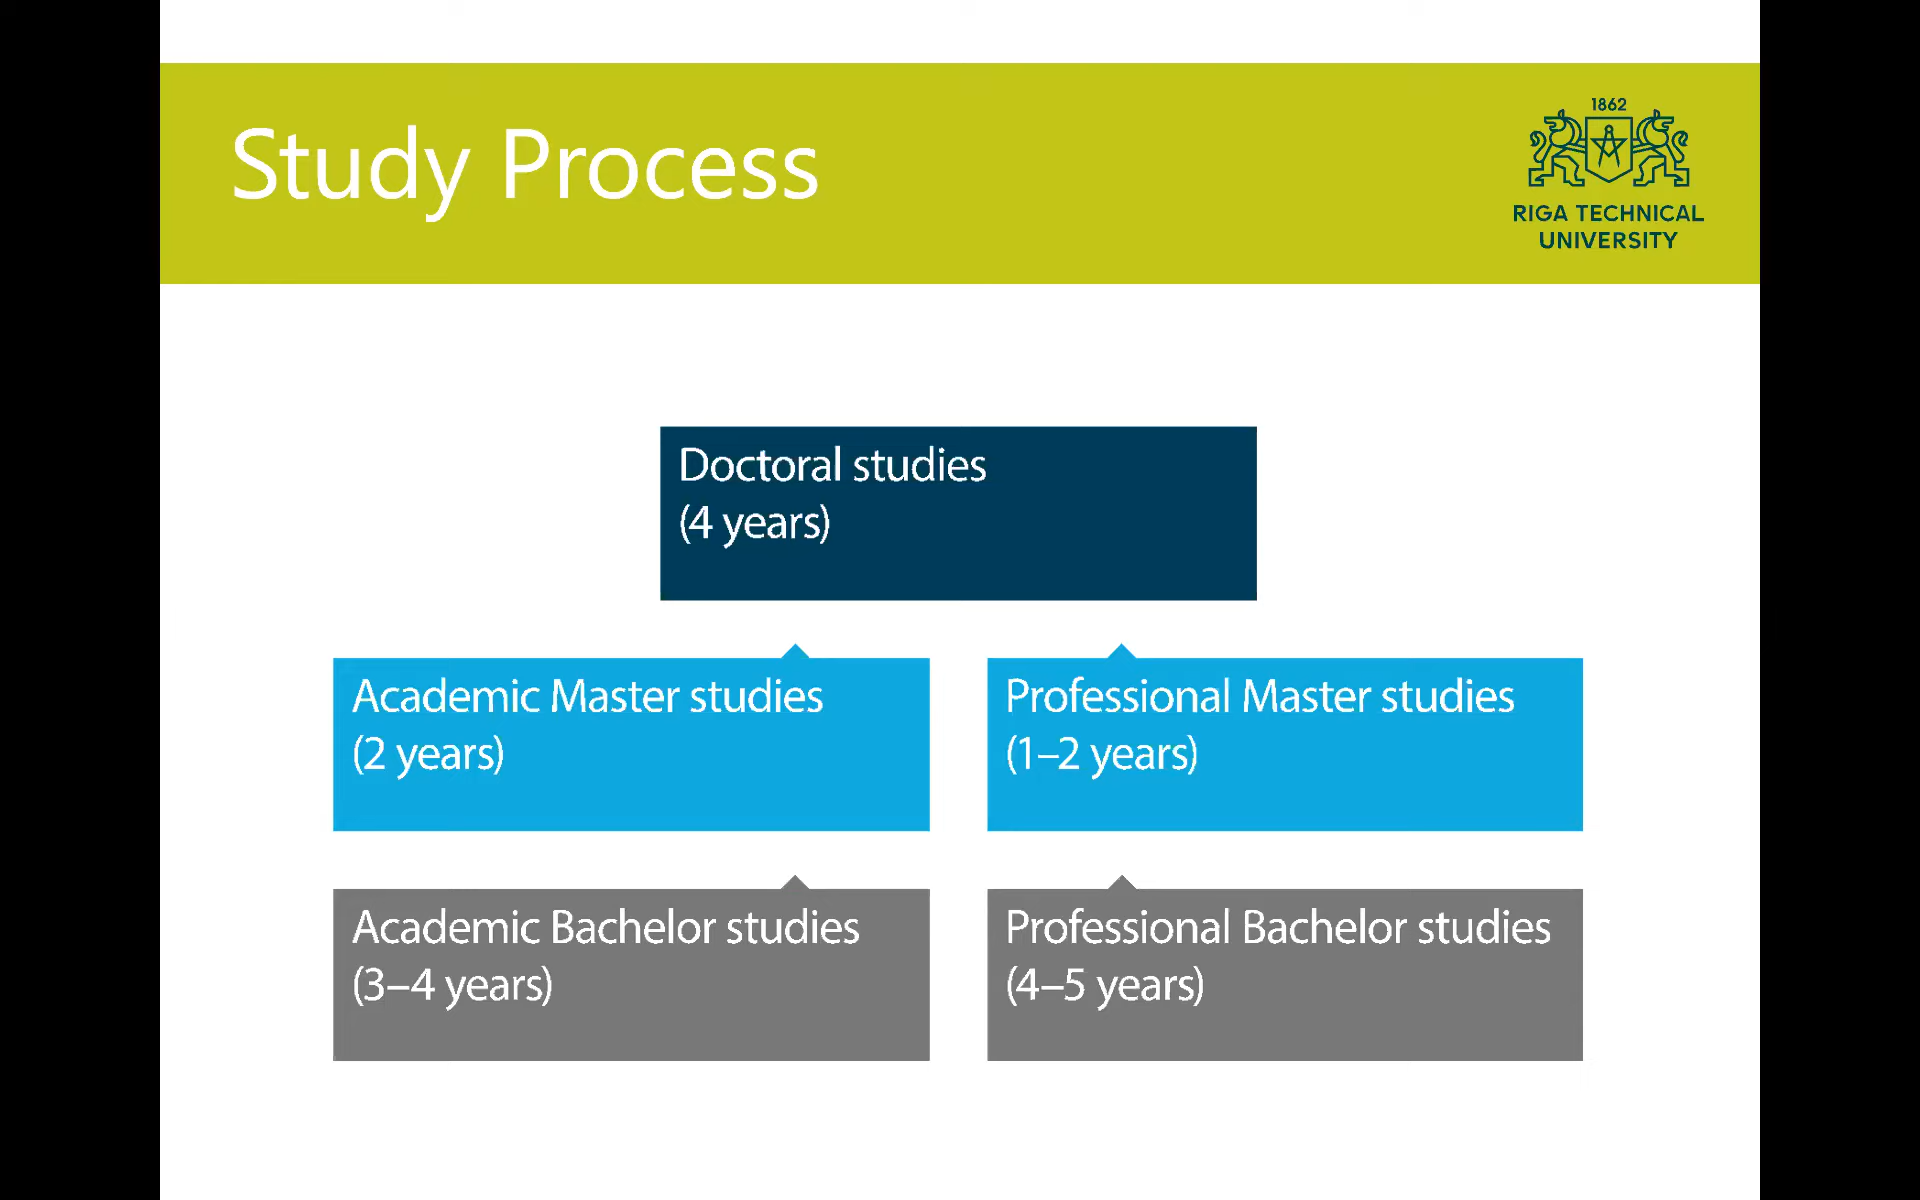 Study Process
1862
RIGA TECHNICAL
UNIVERSITY
Doctoral studies
(4 years)
Academic Master studies
(2 years)
Professional Master studies
(1–2 years)
Academic Bachelor studies
(3–4 years)
Professional Bachelor studies
(4–5 years)